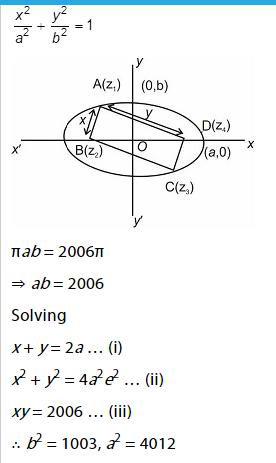 x²/a² + y²/b² = 1
y
A(z₁) (0,b)
x y D(z₄)
x' B(z₂) O (a,0) x
C(z₃)
y'
πab = 2006π
⇒ ab = 2006
Solving
x + y = 2a … (i)
x² + y² = 4a²e² … (ii)
xy = 2006 … (iii)
∴ b² = 1003, a² = 4012